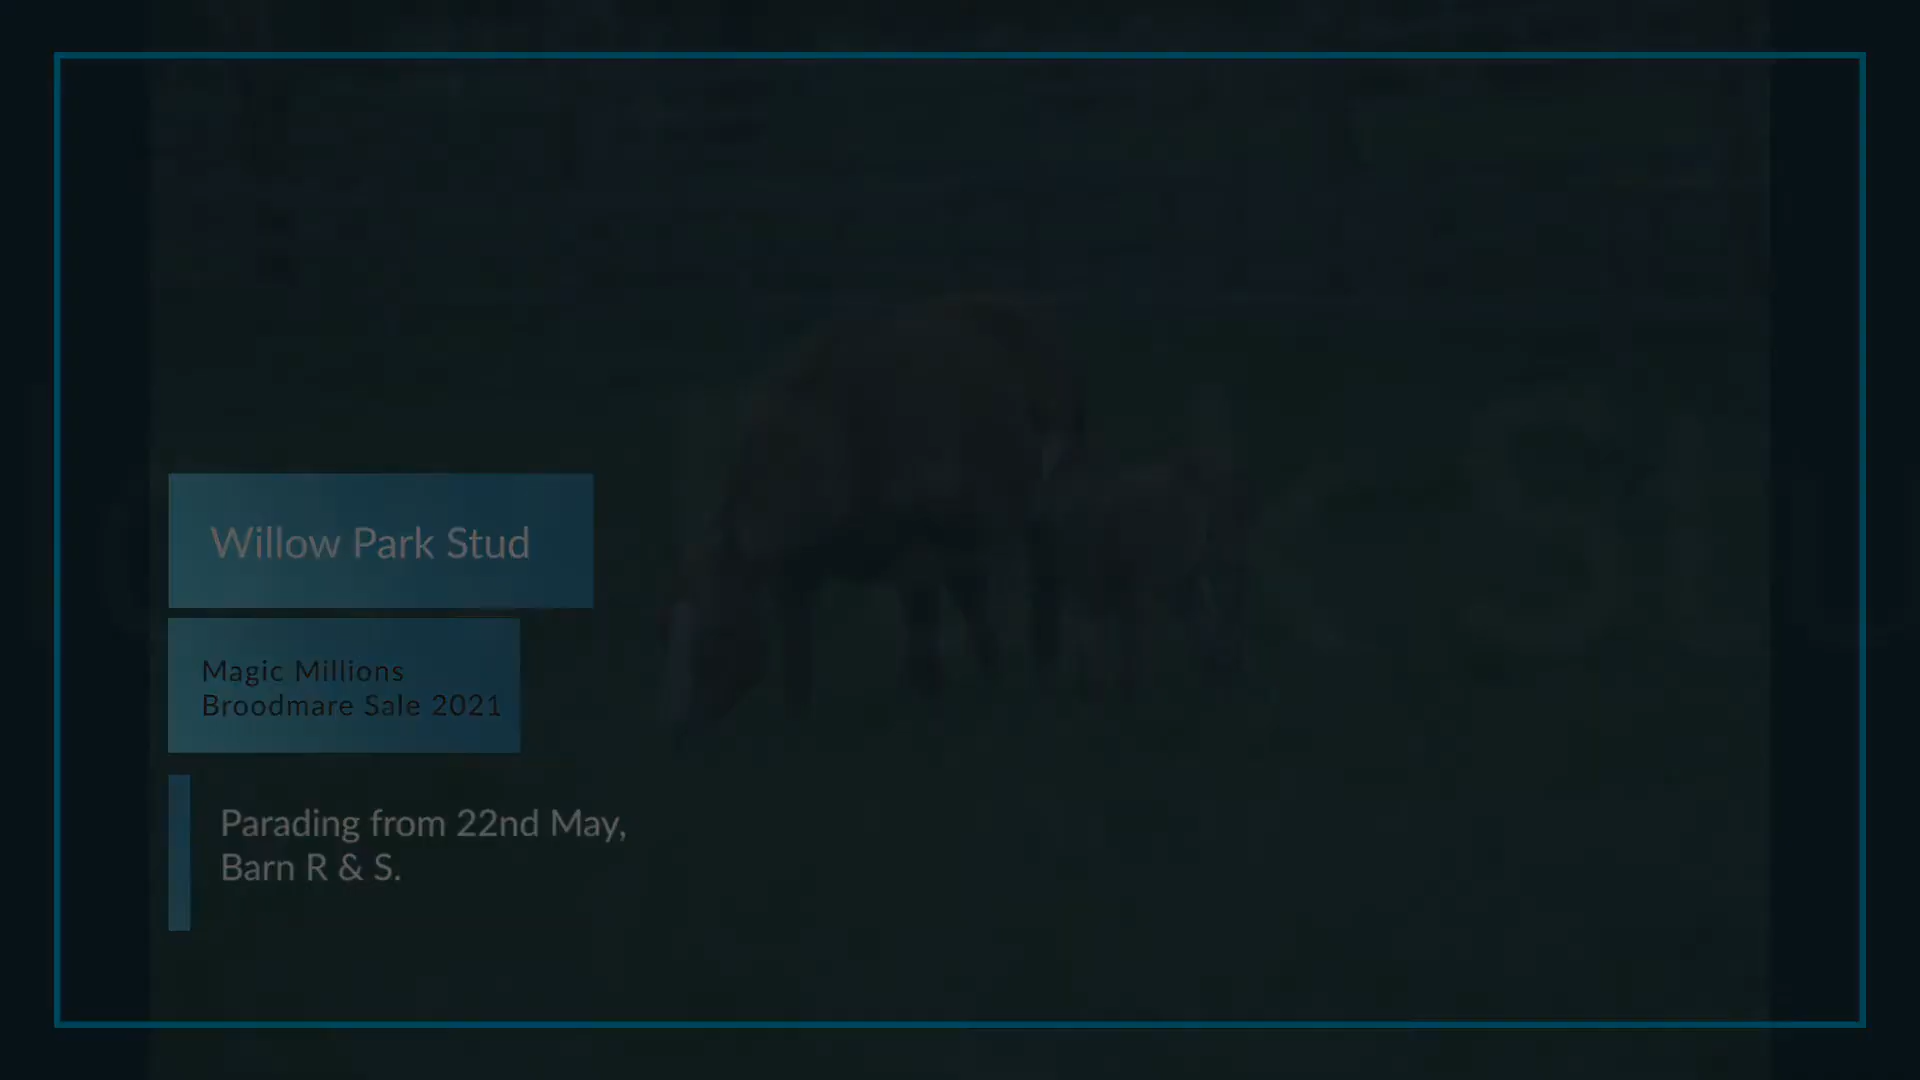 Willow Park Stud
Magic Millions
Broodmare Sale 2021
Parading from 22nd May,
Barn R & S.